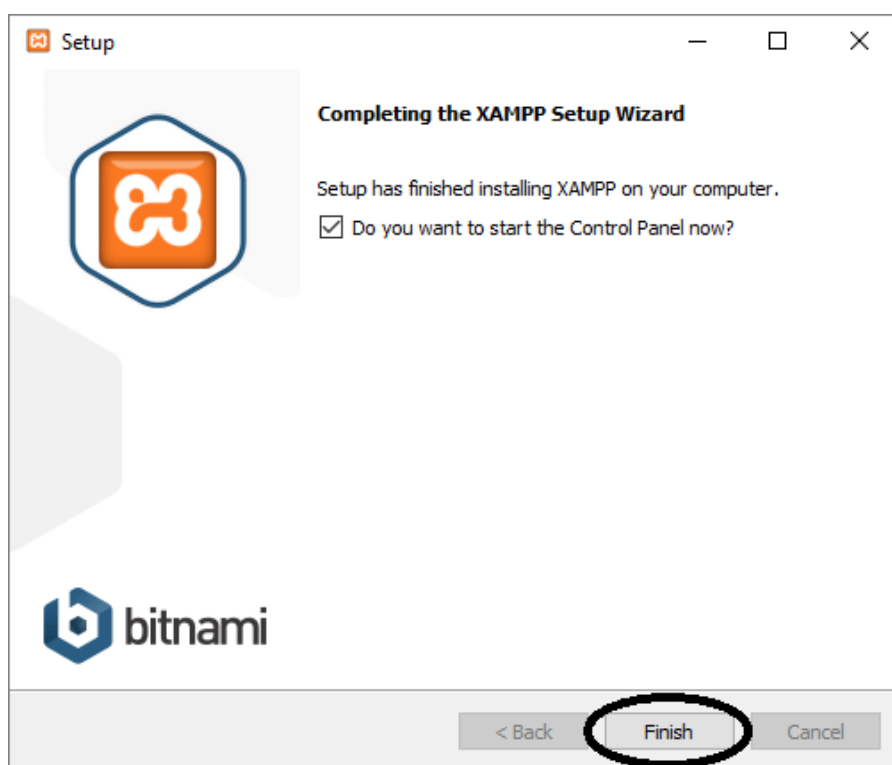 Setup
Completing the XAMPP Setup Wizard
Setup has finished installing XAMPP on your computer.
Do you want to start the Control Panel now?
bitnami
< Back
Finish
Cancel